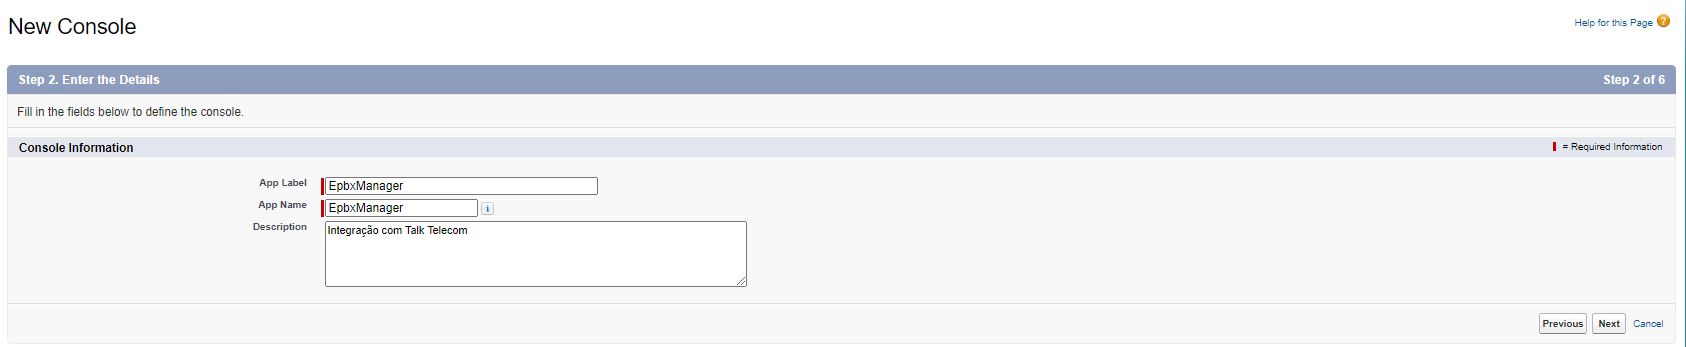 New Console
Help for this Page ?
Step 2. Enter the Details
Step 2 of 6
Fill in the fields below to define the console.
Console Information
= Required Information
App Label
EpbxManager
App Name
EpbxManager
i
Description
Integração com Talk Telecom
Previous
Next
Cancel